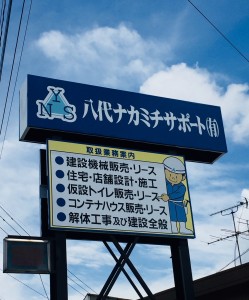 YNS 八代ナカミチサポート㈲
取扱業務案内
●建設機械販売・リース
●住宅・店舗設計・施工
●仮設トイレ販売・リース
●コンテナハウス販売・リース
●解体工事及び建設全般